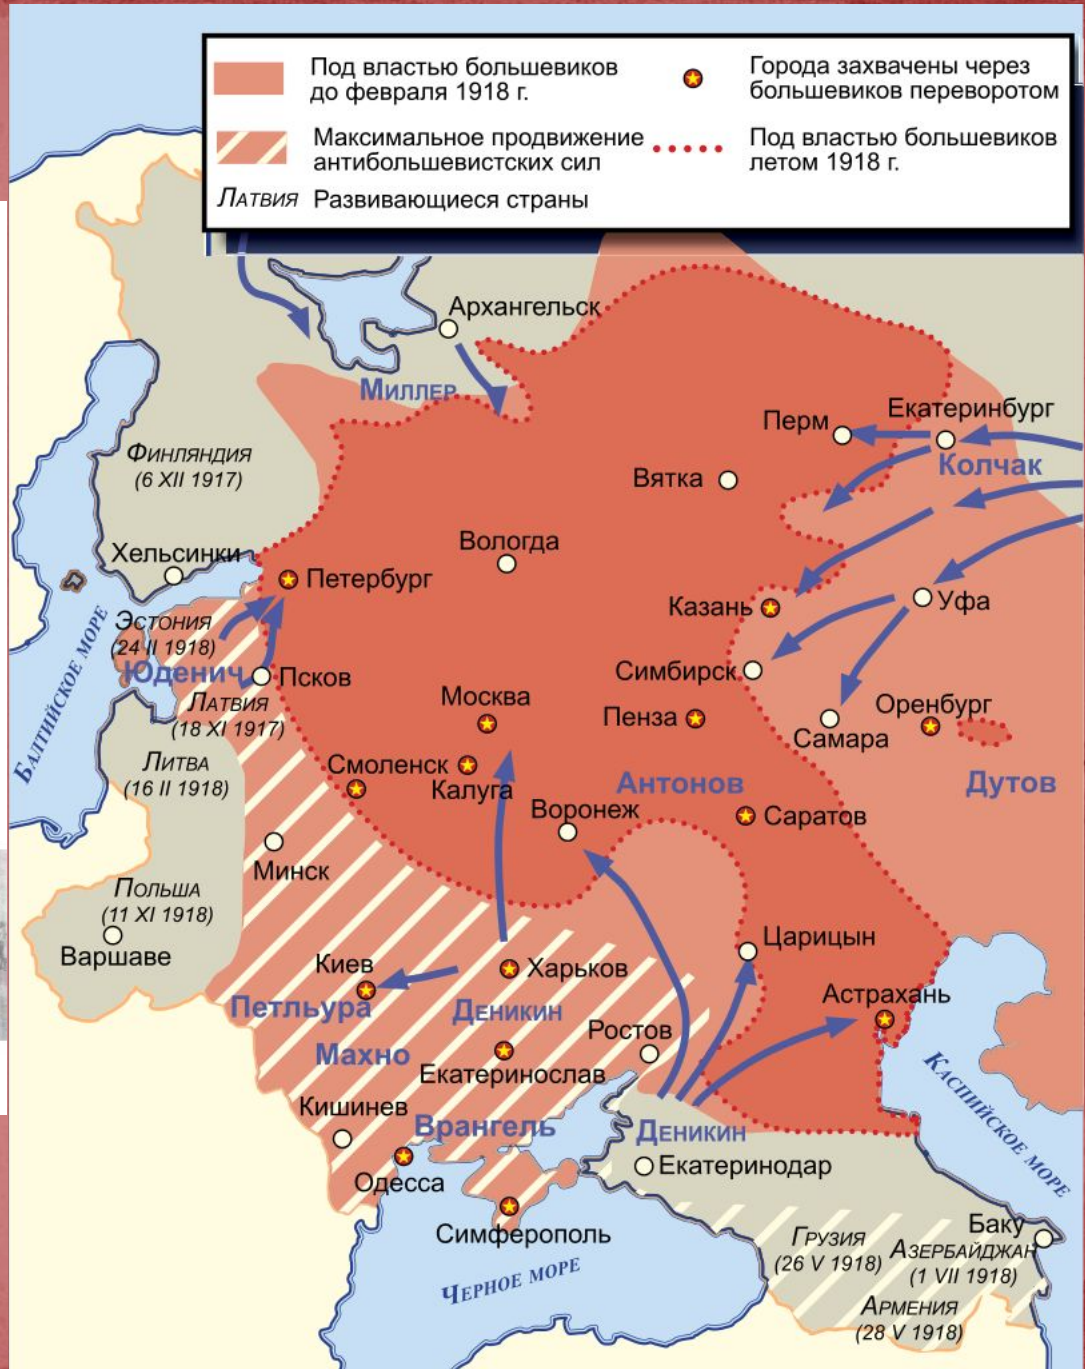 Под властью большевиков
до февраля 1918 г.
Города захвачены через
большевиков переворотом
Максимальное продвижение
антибольшевистских сил
Под властью большевиков
летом 1918 г.
Латвия
Развивающиеся страны
Архангельск
Миллер
Перм
Екатеринбург
Колчак
Финляндия
(6 XII 1917)
Вятка
Вологда
Хельсинки
Петербург
Казань
Уфа
Эстония
(24 II 1918)
Юденич
Псков
Симбирск
Балтийское море
Латвия
(18 XI 1917)
Москва
Пенза
Самара
Оренбург
Литва
(16 II 1918)
Смоленск
Калуга
Антонов
Дутов
Воронеж
Саратов
Минск
Польша
(11 XI 1918)
Варшаве
Царицын
Киев
Харьков
Петльура
Деникин
Астрахань
Ростов
Махно
Екатеринослав
Каспийское море
Кишинев
Врангель
Деникин
Екатеринодар
Одесса
Симферополь
Баку
Грузия
(26 V 1918)
Азербайджан
(1 VII 1918)
Черное море
Армения
(28 V 1918)